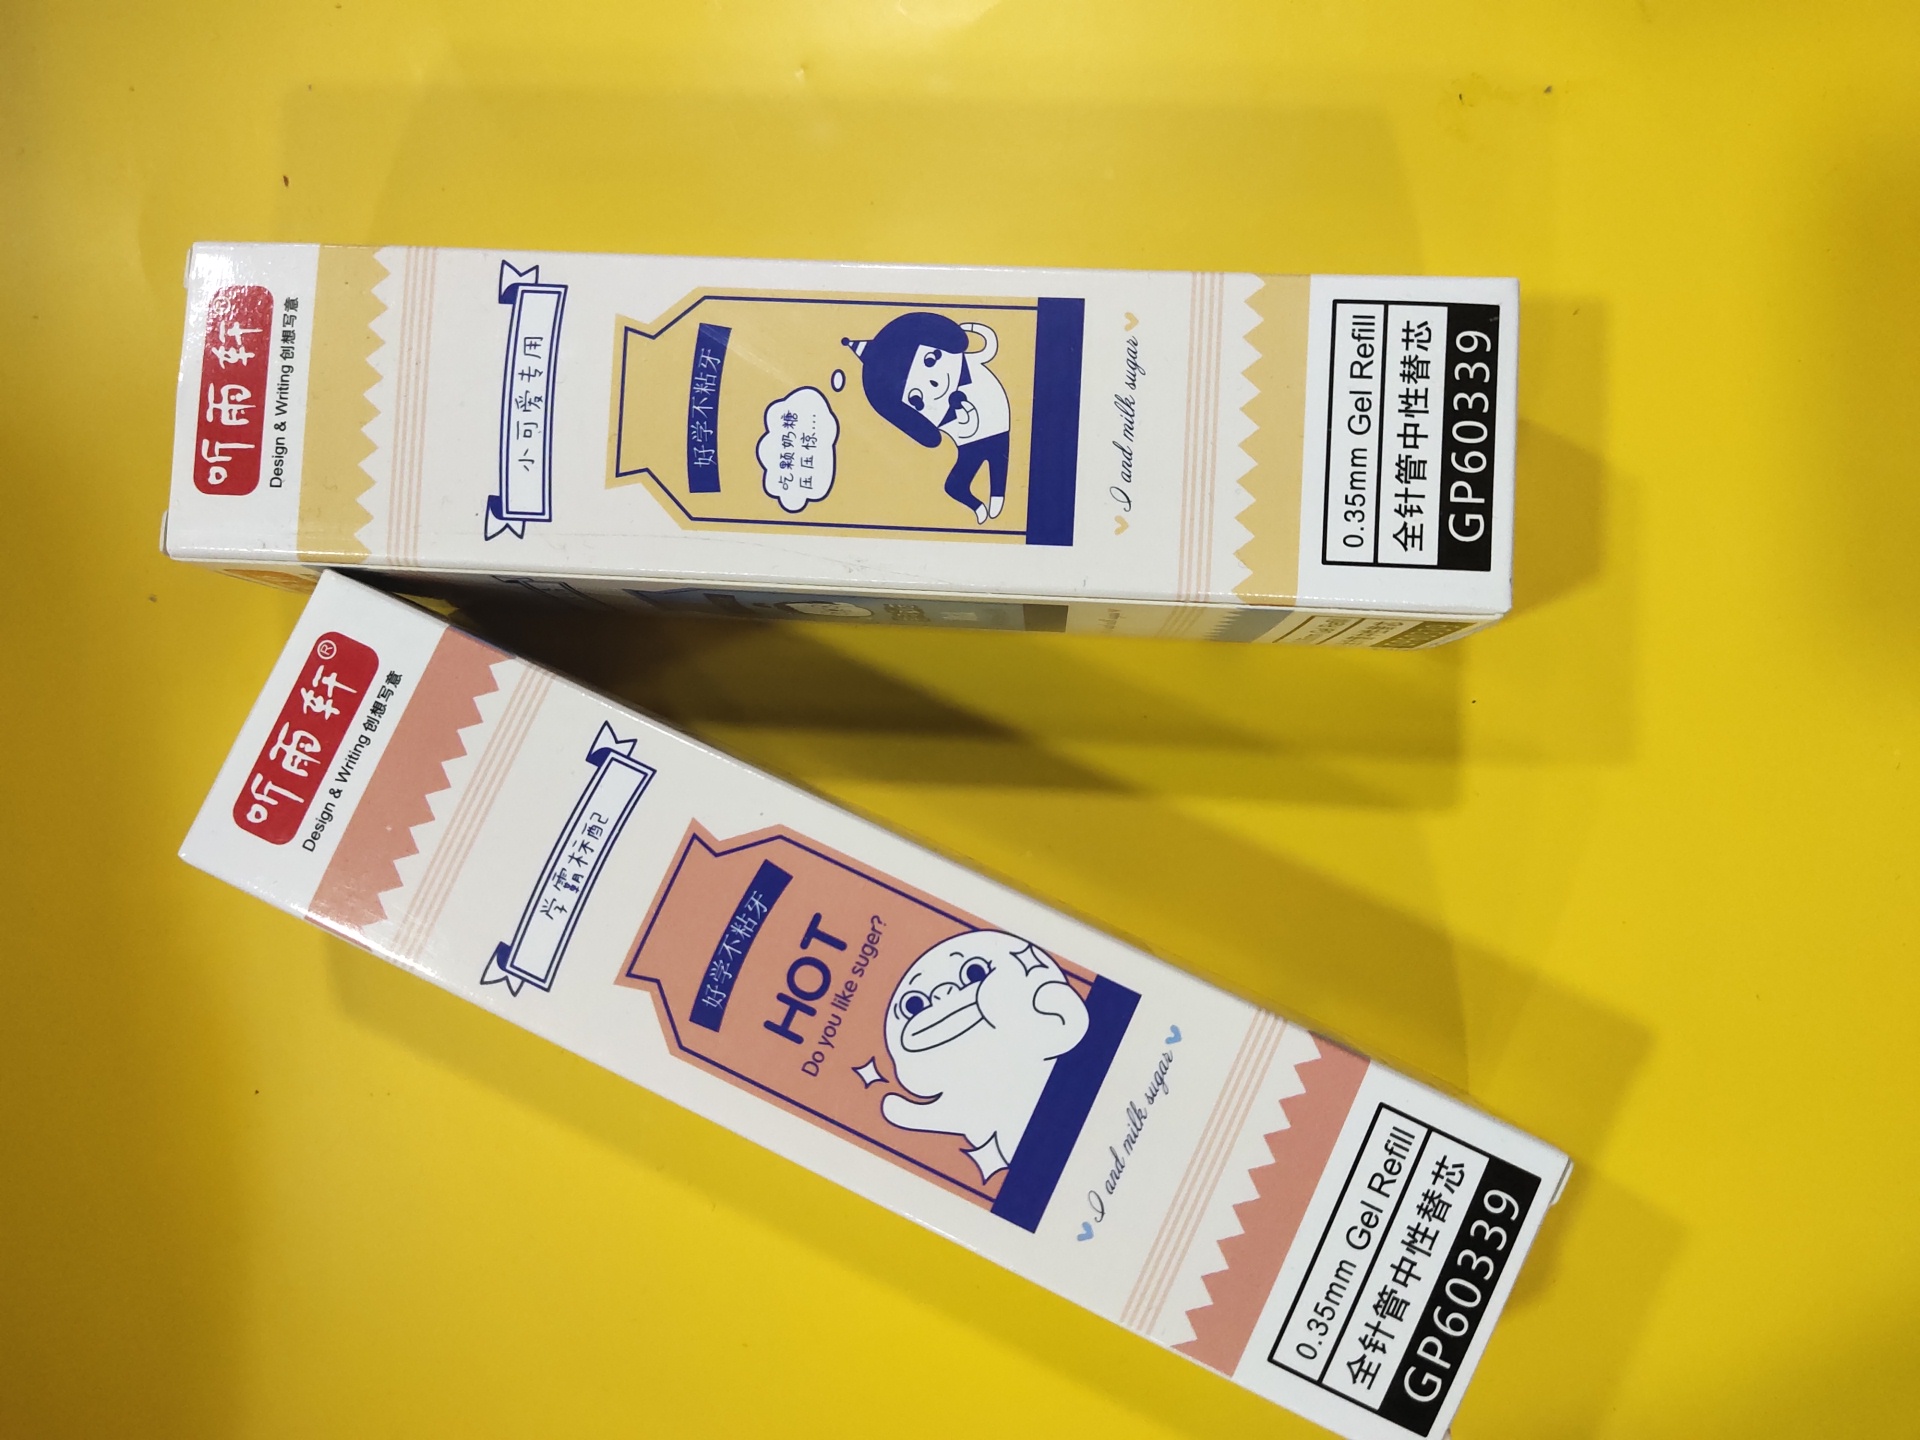 听雨轩®
Design & Writing 创想写意
小可爱专用
好学不粘牙
吃颗奶糖
压压惊...
I and milk sugar
0.35mm Gel Refill
全针管中性替芯
GP60339
听雨轩®
Design & Writing 创想写意
学霸标配
好学不粘牙
HOT
Do you like suger?
I and milk sugar
0.35mm Gel Refill
全针管中性替芯
GP60339